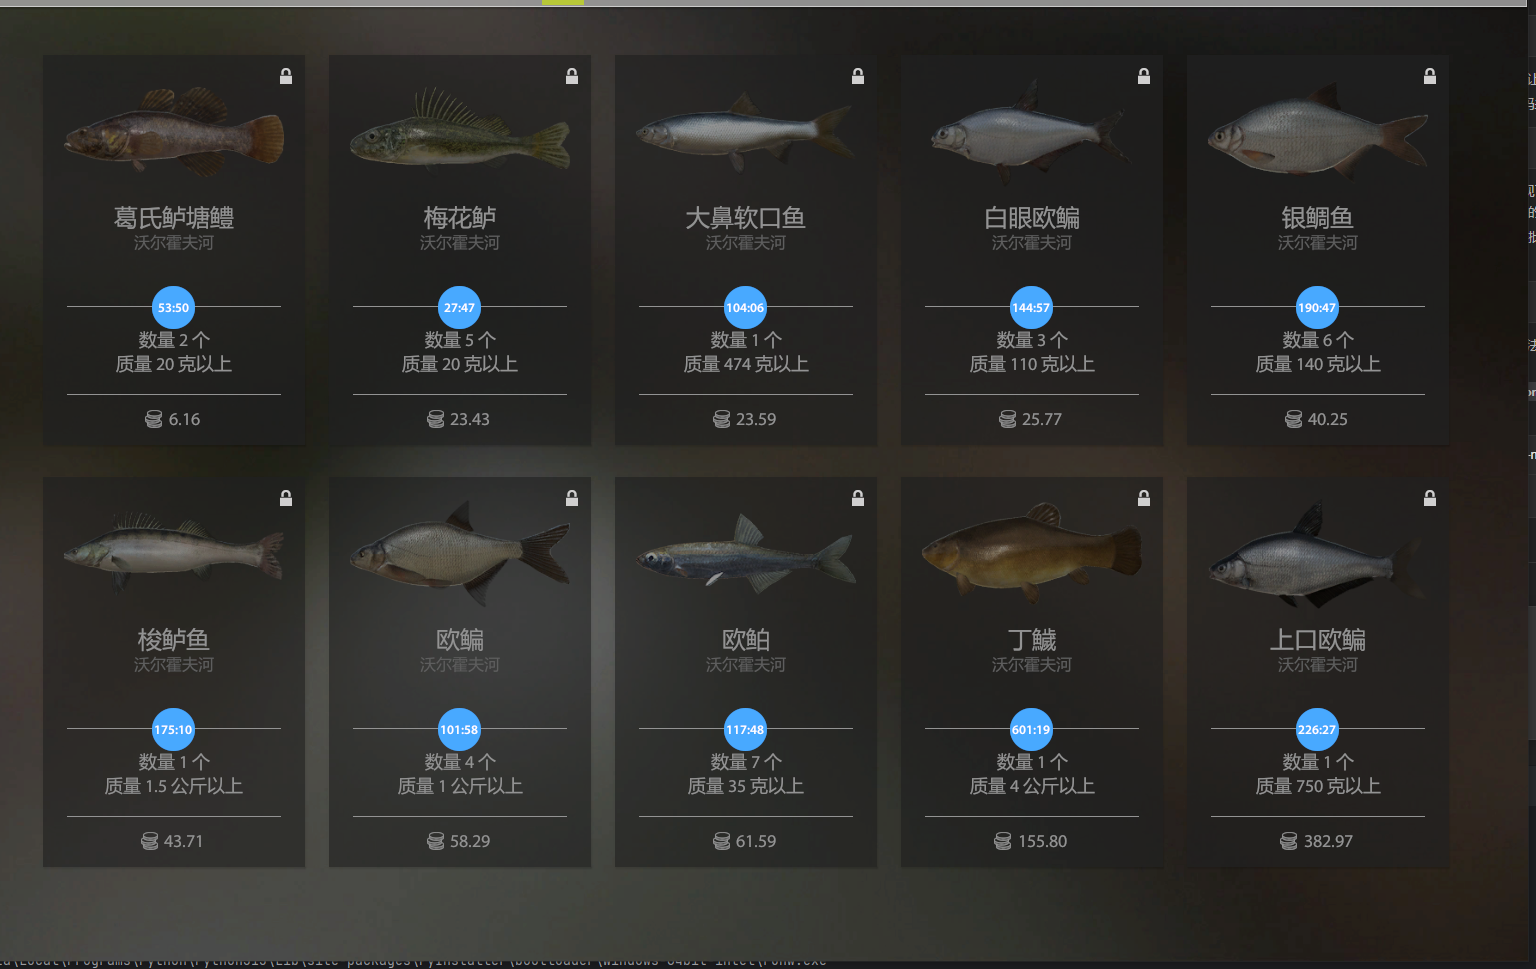 葛氏鲈塘鳢
沃尔霍夫河
53:50
数量 2 个
质量 20 克以上
6.16
梅花鲈
沃尔霍夫河
27:47
数量 5 个
质量 20 克以上
23.43
大鼻软口鱼
沃尔霍夫河
104:06
数量 1 个
质量 474 克以上
23.59
白眼欧鳊
沃尔霍夫河
144:57
数量 3 个
质量 110 克以上
25.77
银鲷鱼
沃尔霍夫河
190:47
数量 6 个
质量 140 克以上
40.25
梭鲈鱼
沃尔霍夫河
175:10
数量 1 个
质量 1.5 公斤以上
43.71
欧鳊
沃尔霍夫河
101:58
数量 4 个
质量 1 公斤以上
58.29
欧鲌
沃尔霍夫河
117:48
数量 7 个
质量 35 克以上
61.59
丁鱥
沃尔霍夫河
601:19
数量 1 个
质量 4 公斤以上
155.80
上口欧鳊
沃尔霍夫河
226:27
数量 1 个
质量 750 克以上
382.97